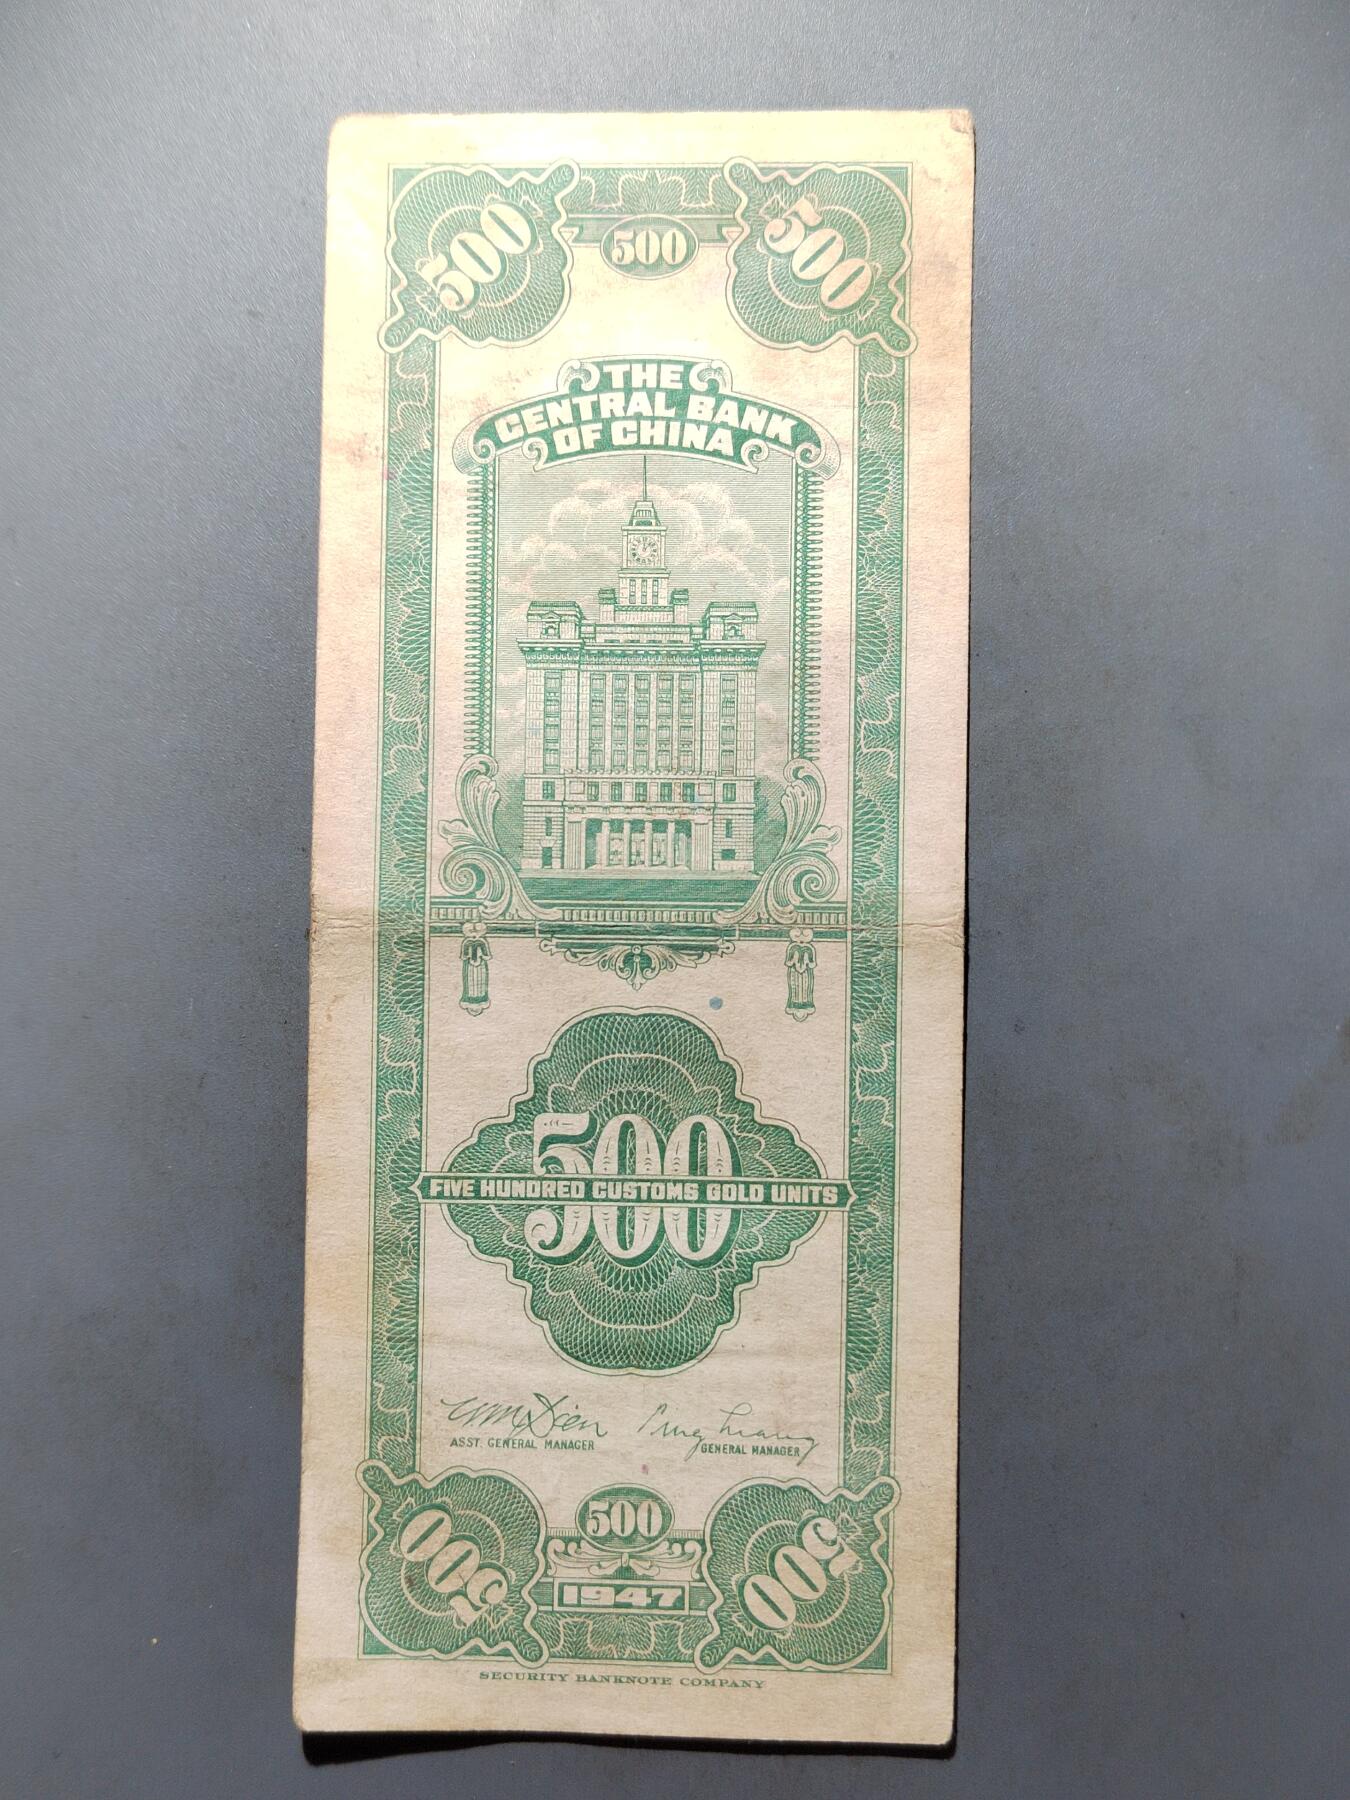 500 500 500
THE
CENTRAL BANK
OF CHINA
500
FIVE HUNDRED CUSTOMS GOLD UNITS
ASST. GENERAL MANAGER GENERAL MANAGER
500 500 500
1947
SECURITY BANKNOTE COMPANY